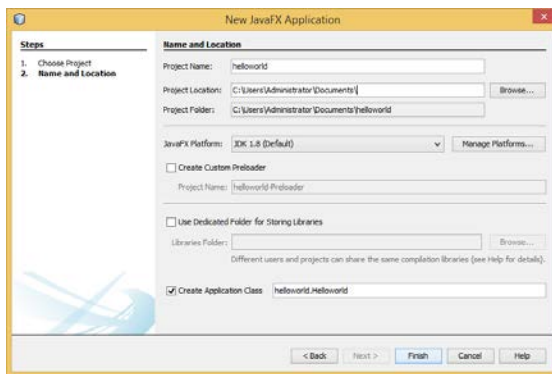 New JavaFX Application
Steps
1. Choose Project
2. Name and Location
Name and Location
Project Name: helloworld
Project Location: C:\Users\Administrator\Documents\ Browse...
Project Folder: C:\Users\Administrator\Documents\helloworld
JavaFX Platform: JDK 1.8 (Default) Manage Platforms...
Create Custom Preloader
Project Name: helloworld-Preloader
Use Dedicated Folder for Storing Libraries
Libraries Folder: Browse...
Different users and projects can share the same compilation libraries (see Help for details).
Create Application Class helloworld.Helloworld
< Back Next > Finish Cancel Help